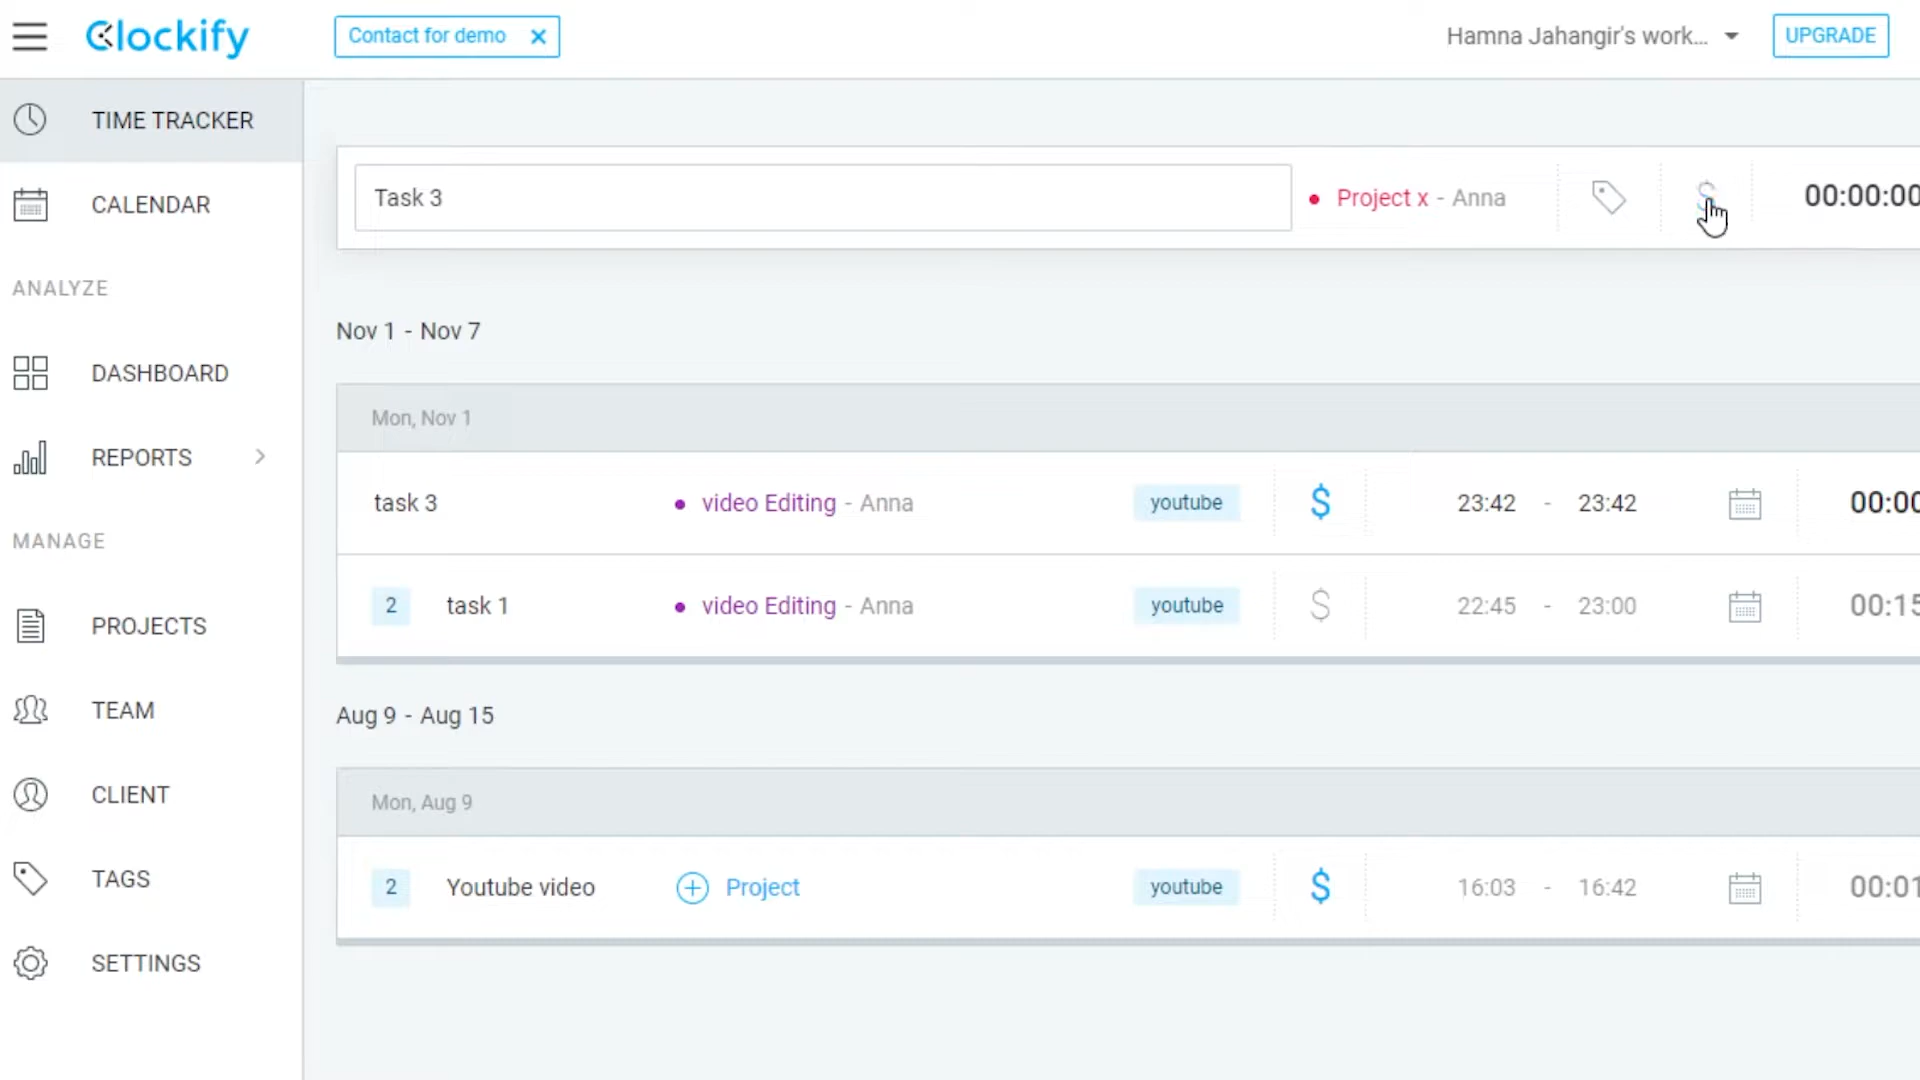 Clockify
Contact for demo ×
Hamna Jahangir's work...
UPGRADE
TIME TRACKER
CALENDAR
ANALYZE
DASHBOARD
REPORTS
MANAGE
PROJECTS
TEAM
CLIENT
TAGS
SETTINGS
Task 3 • Project x - Anna $ 00:00:00
Nov 1 - Nov 7
Mon, Nov 1
task 3 • video Editing - Anna youtube $ 23:42 - 23:42 00:00
2 task 1 • video Editing - Anna youtube $ 22:45 - 23:00 00:15
Aug 9 - Aug 15
Mon, Aug 9
2 Youtube video Project youtube $ 16:03 - 16:42 00:01